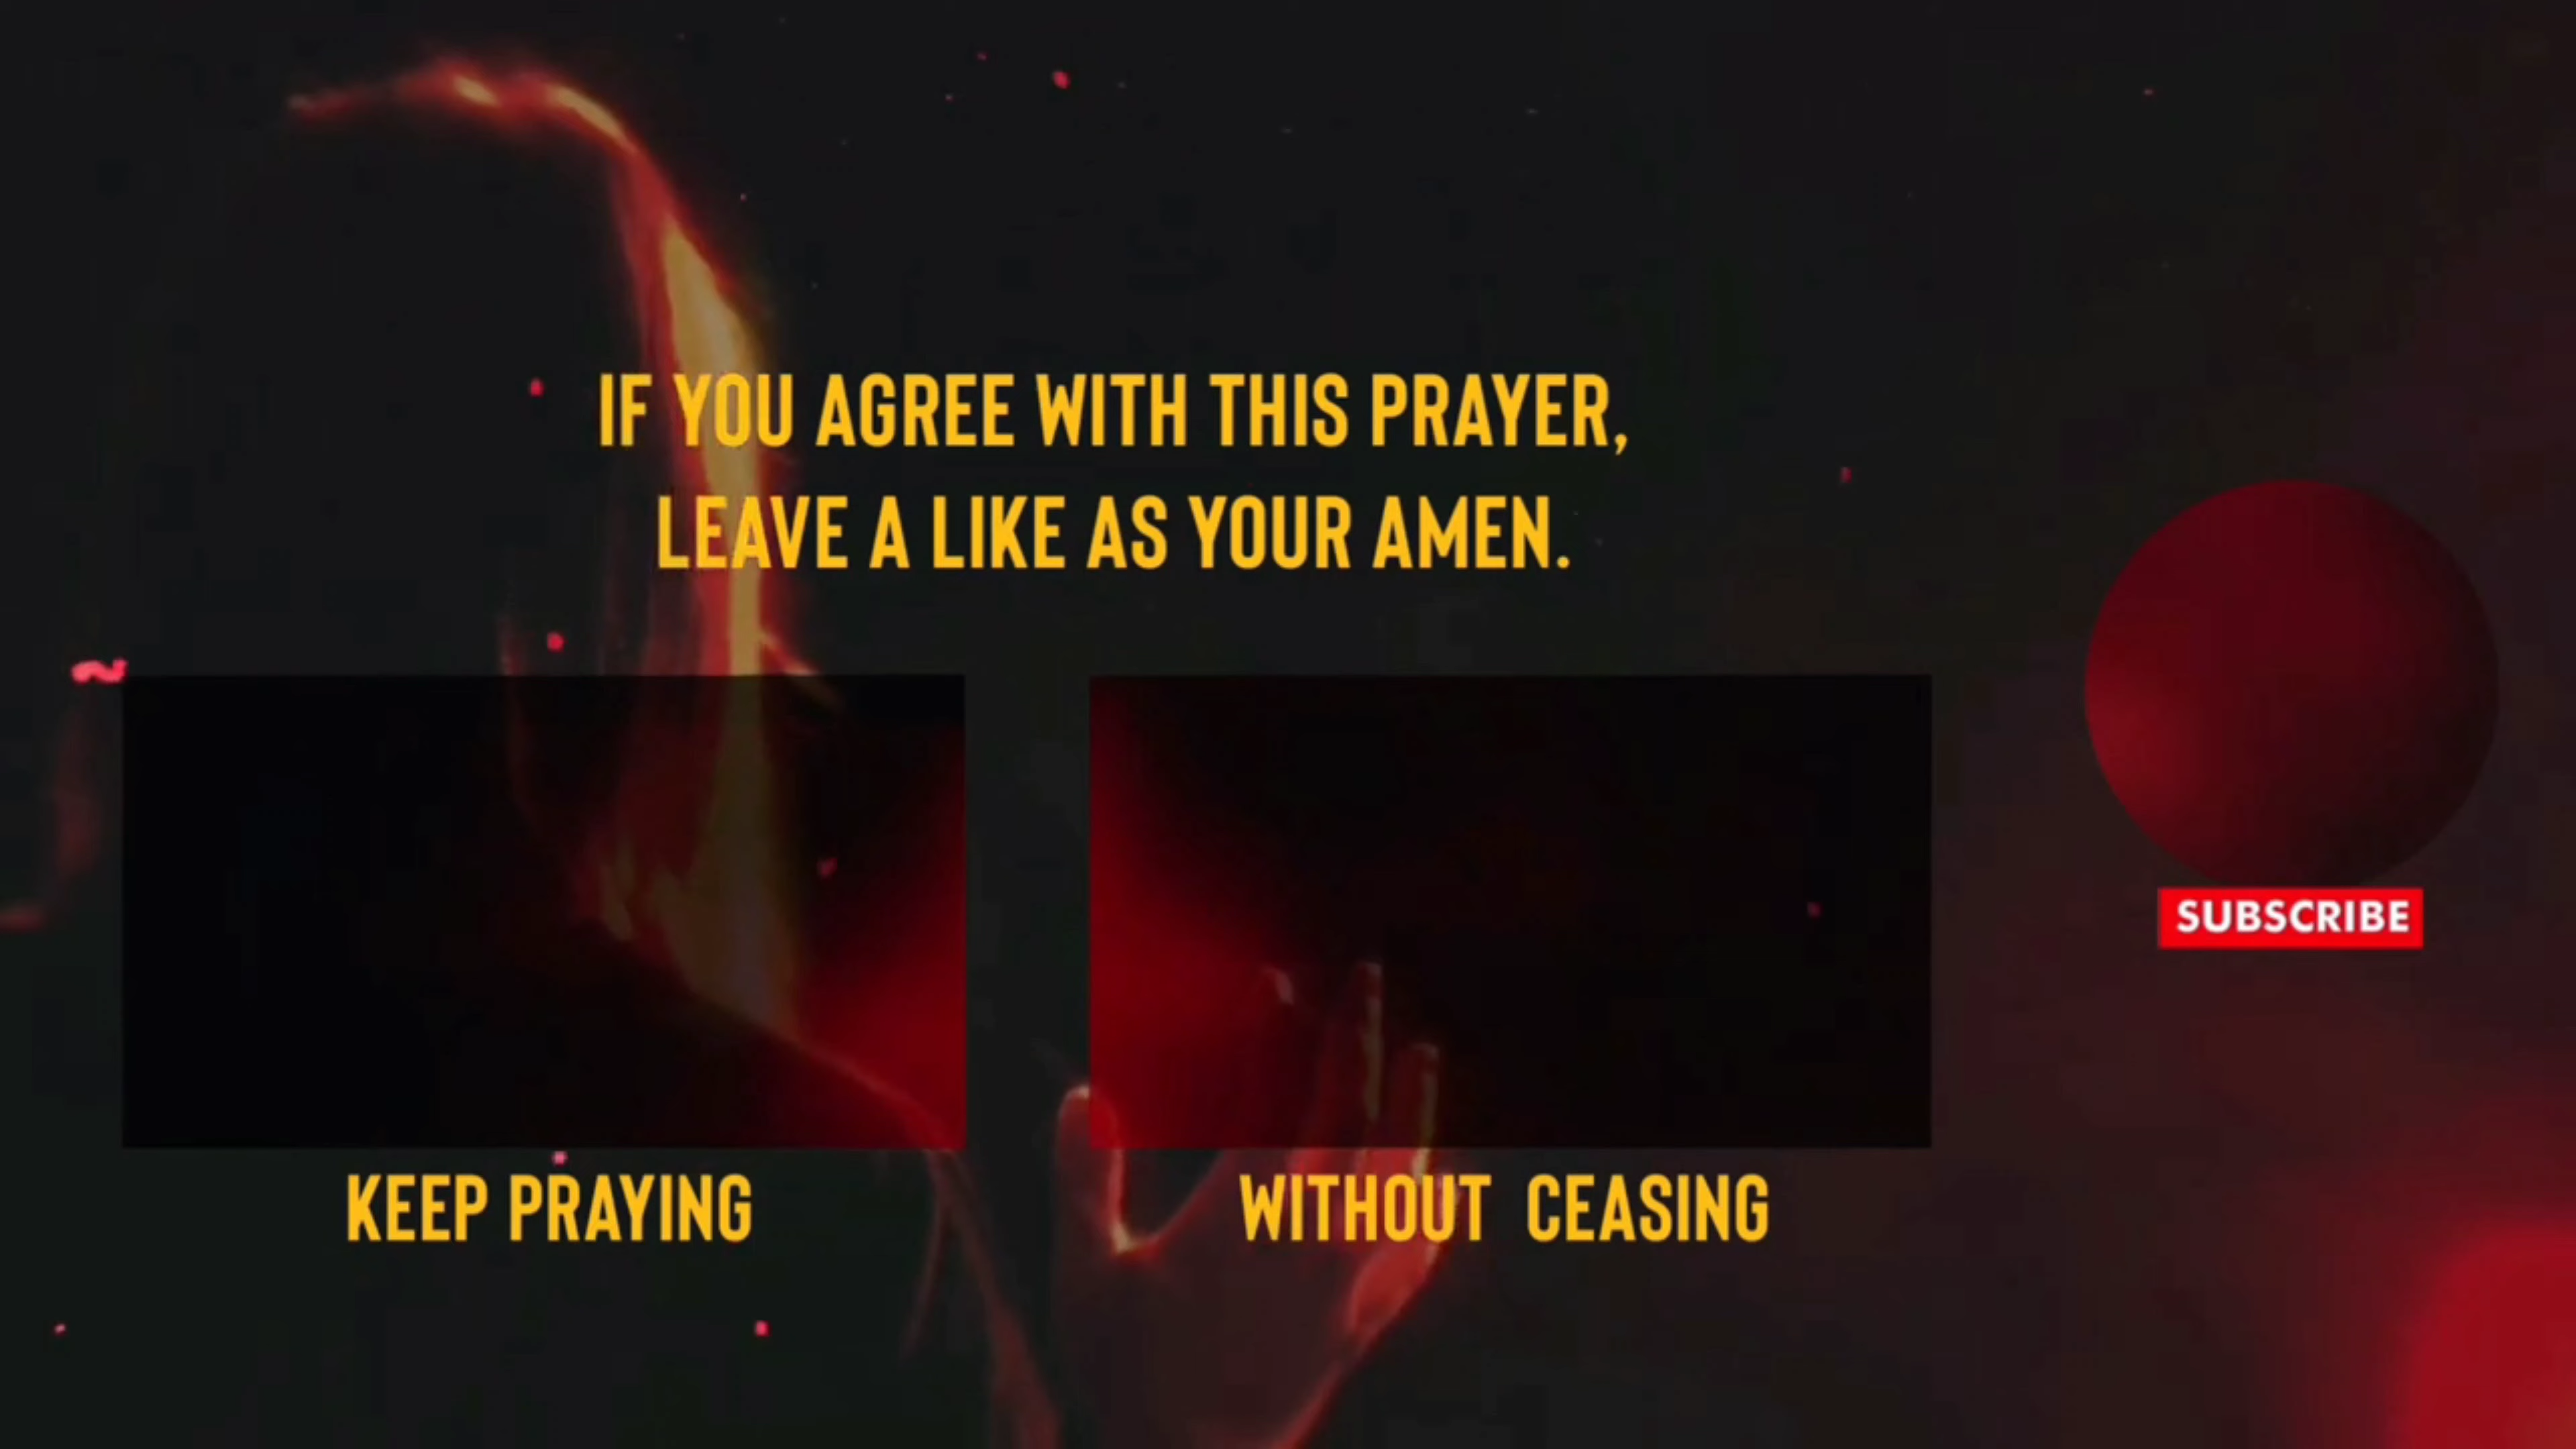 IF YOU AGREE WITH THIS PRAYER,
LEAVE A LIKE AS YOUR AMEN.
SUBSCRIBE
KEEP PRAYING
WITHOUT CEASING